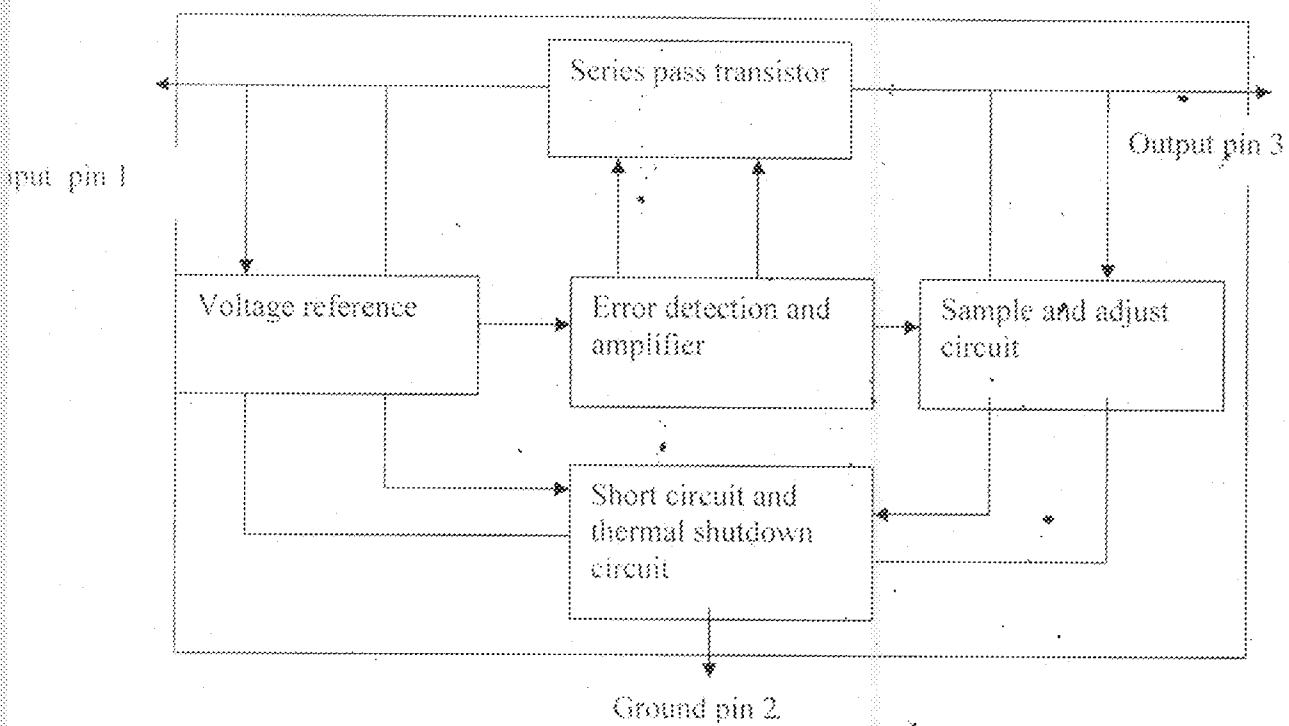 Series pass transistor
Output pin 3
pin 1
Voltage reference
Error detection and
amplifier
Sample and adjust
circuit
Short circuit and
thermal shutdown
circuit
Ground pin 2